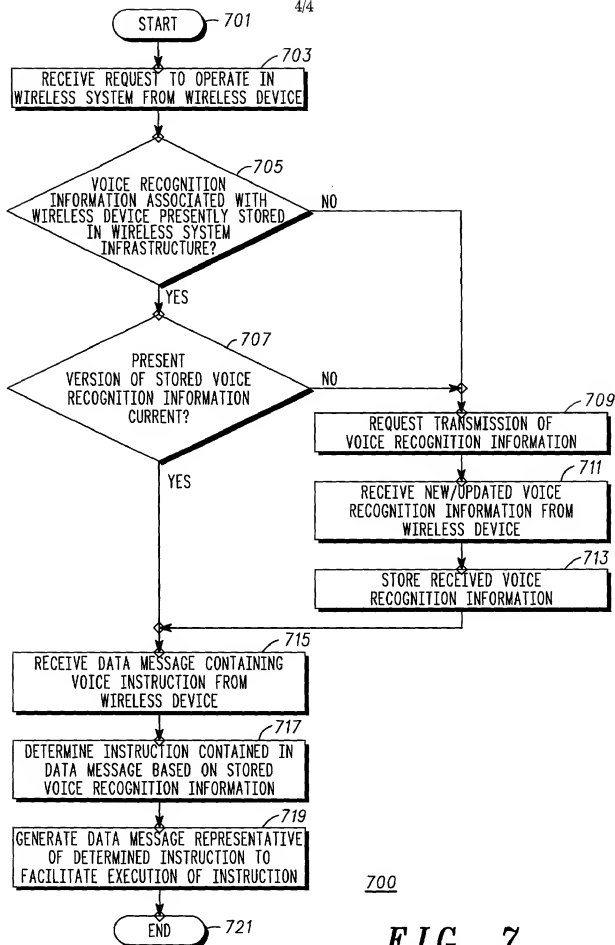 4/4
START
701
703
RECEIVE REQUEST TO OPERATE IN
WIRELESS SYSTEM FROM WIRELESS DEVICE
705
VOICE RECOGNITION
INFORMATION ASSOCIATED WITH
WIRELESS DEVICE PRESENTLY STORED
IN WIRELESS SYSTEM
INFRASTRUCTURE?
NO
YES
707
PRESENT
VERSION OF STORED VOICE
RECOGNITION INFORMATION
CURRENT?
NO
YES
709
REQUEST TRANSMISSION OF
VOICE RECOGNITION INFORMATION
711
RECEIVE NEW/UPDATED VOICE
RECOGNITION INFORMATION FROM
WIRELESS DEVICE
713
STORE RECEIVED VOICE
RECOGNITION INFORMATION
715
RECEIVE DATA MESSAGE CONTAINING
VOICE INSTRUCTION FROM
WIRELESS DEVICE
717
DETERMINE INSTRUCTION CONTAINED IN
DATA MESSAGE BASED ON STORED
VOICE RECOGNITION INFORMATION
719
GENERATE DATA MESSAGE REPRESENTATIVE
OF DETERMINED INSTRUCTION TO
FACILITATE EXECUTION OF INSTRUCTION
700
END
721
FIG. 7